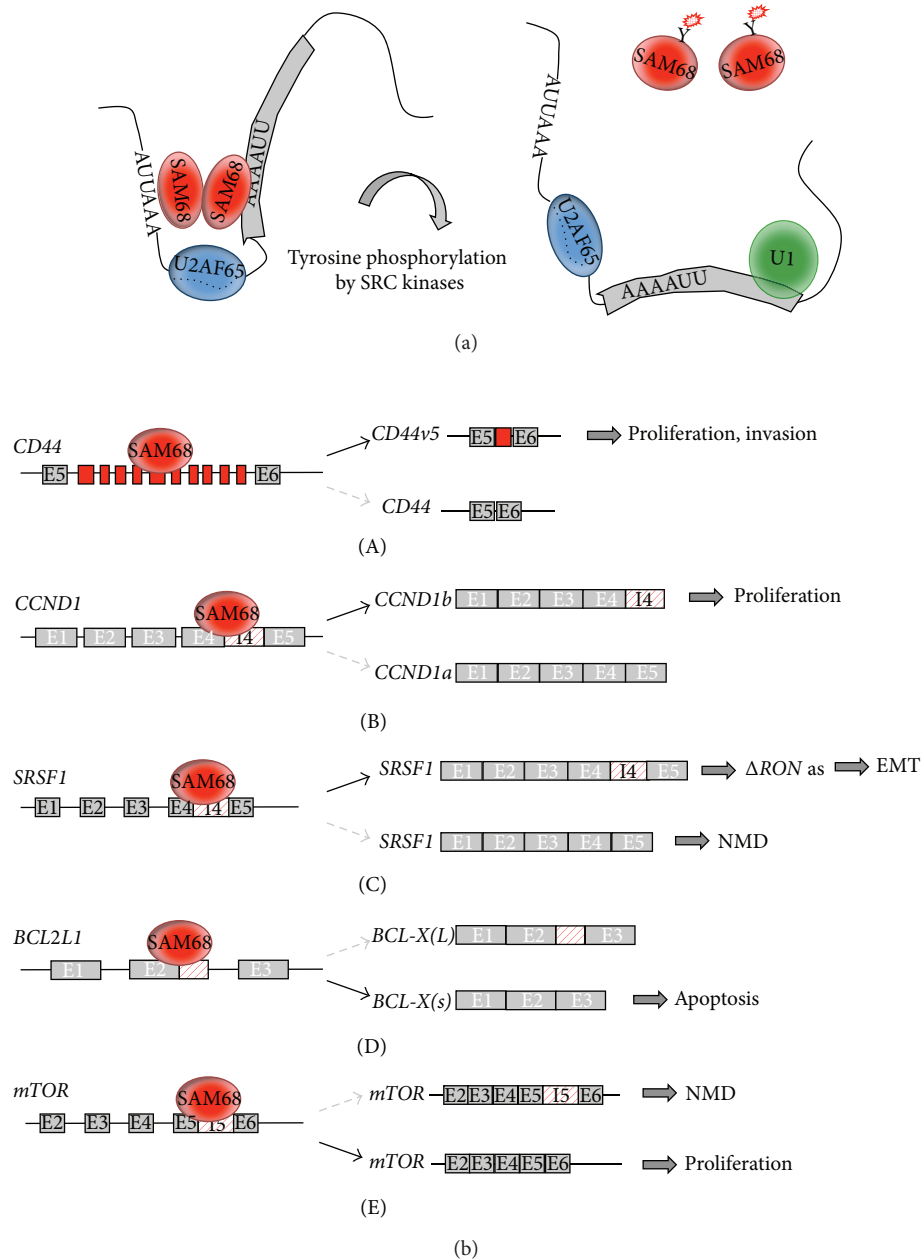 Y Y
SAM68 SAM68
AUUAAA SAM68 SAM68 AAAAUU
AUUAAA
U2AF65
U2AF65
U1
Tyrosine phosphorylation
by SRC kinases
AAAAUU
(a)
CD44 SAM68 CD44v5 E5 E6 Proliferation, invasion
E5 E6
CD44 E5 E6
(A)
CCND1 SAM68 CCND1b E1 E2 E3 E4 I4 Proliferation
E1 E2 E3 E4 I4 E5
CCND1a E1 E2 E3 E4 E5
(B)
SRSF1 SAM68 SRSF1 E1 E2 E3 E4 I4 E5 ΔRON as EMT
E1 E2 E3 E4 I4 E5
SRSF1 E1 E2 E3 E4 E5 NMD
(C)
BCL2L1 SAM68 BCL-X(L) E1 E2 E3
E1 E2 E3
BCL-X(s) E1 E2 E3 Apoptosis
(D)
mTOR SAM68 mTOR E2 E3 E4 E5 I5 E6 NMD
E2 E3 E4 E5 I5 E6
mTOR E2 E3 E4 E5 E6 Proliferation
(E)
(b)